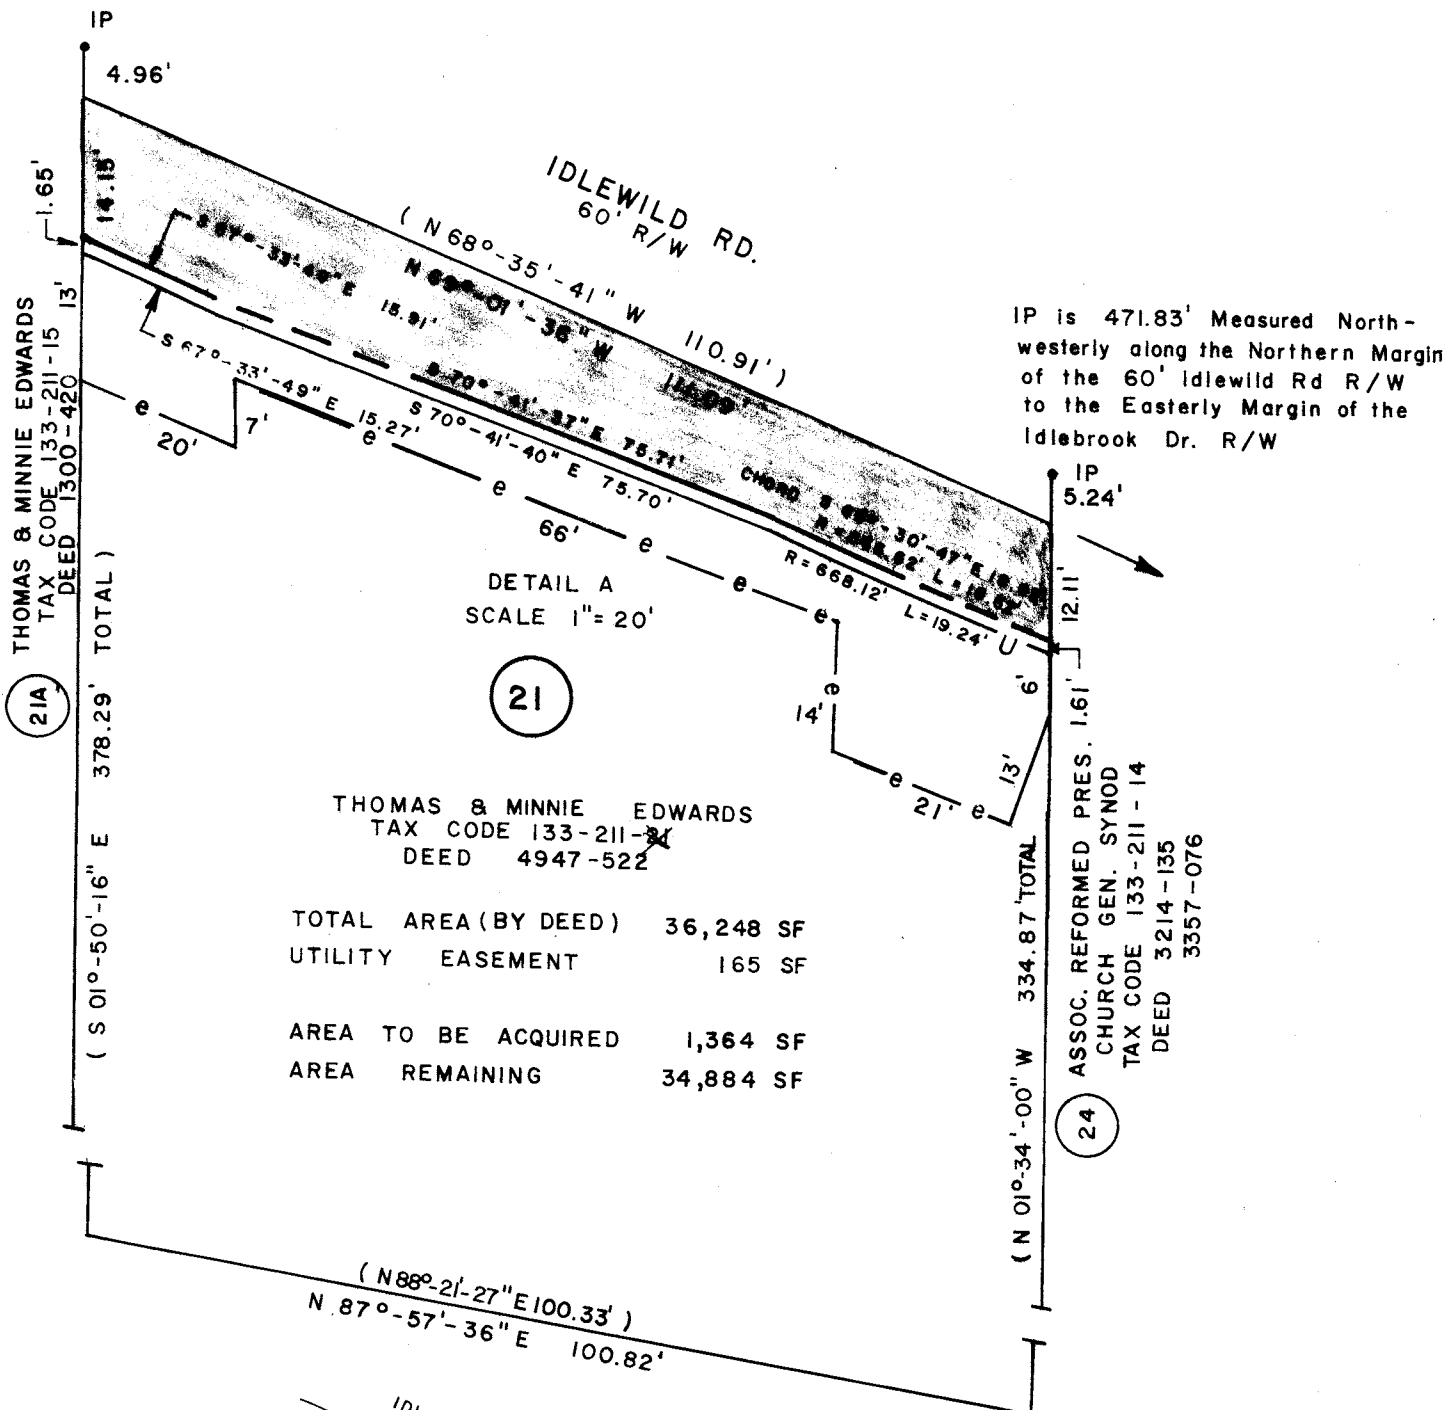 IP
4.96'
IDLEWILD RD.
60' R/W
( N 68°-35'-41" W 110.91' )
1.65'
14.15'
S 67°-33'-49" E 15.91'
N 69°-01'-36" W
S 67°-33'-49" E 15.27'
S 70°-41'-37" E 75.71'
S 70°-41'-40" E 75.70'
CHORD
R = 668.12' L = 19.24' U
IP is 471.83' Measured North-
westerly along the Northern Margin
of the 60' Idlewild Rd R/W
to the Easterly Margin of the
Idlebrook Dr. R/W
IP
5.24'
12.11'
1.61'
6'
13'
THOMAS & MINNIE EDWARDS
TAX CODE 133-211-15
DEED 1300-420
21A
13'
e
20'
7'
e
e
66'
e
e
e
e
14'
e
21'
e
13'
DETAIL A
SCALE 1"= 20'
21
THOMAS & MINNIE EDWARDS
TAX CODE 133-211-
DEED 4947-522
TOTAL AREA (BY DEED) 36,248 SF
UTILITY EASEMENT 165 SF
AREA TO BE ACQUIRED 1,364 SF
AREA REMAINING 34,884 SF
( S 01°-50'-16" E 378.29' TOTAL )
( N 01°-34'-00" W 334.87' TOTAL
ASSOC. REFORMED PRES.
CHURCH GEN. SYNOD
TAX CODE 133-211-14
DEED 3214-135
3357-076
24
( N 88°-21'-27" E 100.33' )
N 87°-57'-36" E 100.82'